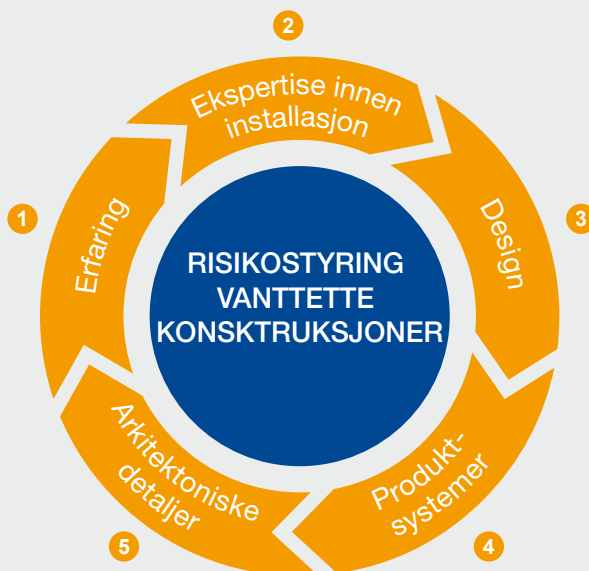 RISIKOSTYRING
VANTTETTE
KONSKTRUKSJONER
1
Erfaring
2
Ekspertise innen
installasjon
3
Design
4
Produkt-
systemer
5
Arkitektoniske
detaljer